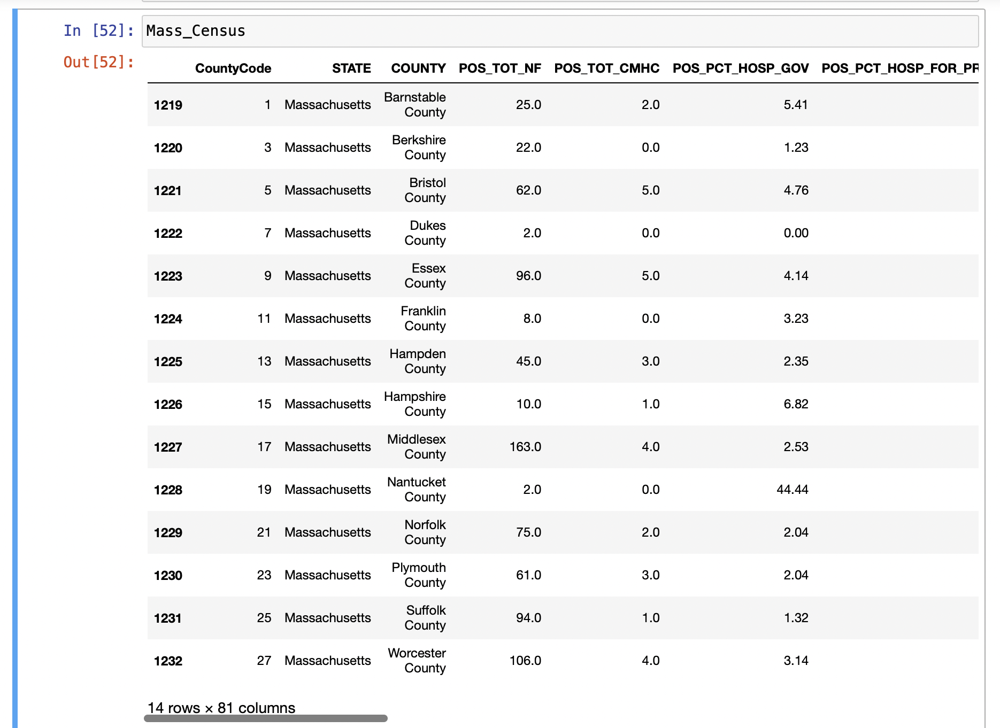 In [52]: Mass_Census
Out[52]:
CountyCode STATE COUNTY POS_TOT_NF POS_TOT_CMHC POS_PCT_HOSP_GOV POS_PCT_HOSP_FOR_PR
1219 1 Massachusetts Barnstable County 25.0 2.0 5.41
1220 3 Massachusetts Berkshire County 22.0 0.0 1.23
1221 5 Massachusetts Bristol County 62.0 5.0 4.76
1222 7 Massachusetts Dukes County 2.0 0.0 0.00
1223 9 Massachusetts Essex County 96.0 5.0 4.14
1224 11 Massachusetts Franklin County 8.0 0.0 3.23
1225 13 Massachusetts Hampden County 45.0 3.0 2.35
1226 15 Massachusetts Hampshire County 10.0 1.0 6.82
1227 17 Massachusetts Middlesex County 163.0 4.0 2.53
1228 19 Massachusetts Nantucket County 2.0 0.0 44.44
1229 21 Massachusetts Norfolk County 75.0 2.0 2.04
1230 23 Massachusetts Plymouth County 61.0 3.0 2.04
1231 25 Massachusetts Suffolk County 94.0 1.0 1.32
1232 27 Massachusetts Worcester County 106.0 4.0 3.14
14 rows × 81 columns